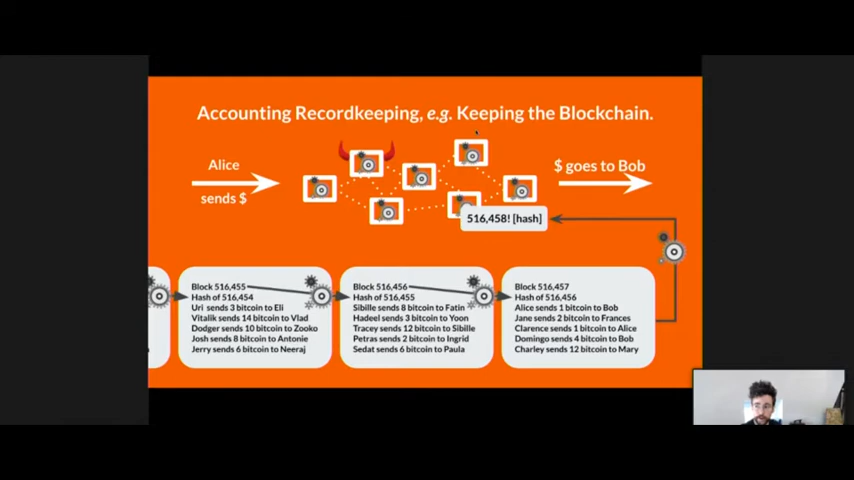 Accounting Recordkeeping, e.g. Keeping the Blockchain.
Alice
sends $
$ goes to Bob
516,458! [hash]
Block 516,455
Hash of 516,454
Uri sends 3 bitcoin to Eli
Vitalik sends 14 bitcoin to Vlad
Dodger sends 10 bitcoin to Zooko
Josh sends 8 bitcoin to Antonie
Jerry sends 6 bitcoin to Neeraj
Block 516,456
Hash of 516,455
Sibille sends 8 bitcoin to Fatin
Hadeel sends 3 bitcoin to Yoon
Tracey sends 12 bitcoin to Sibille
Petras sends 2 bitcoin to Ingrid
Sedat sends 6 bitcoin to Paula
Block 516,457
Hash of 516,456
Alice sends 1 bitcoin to Bob
Jane sends 2 bitcoin to Frances
Clarence sends 1 bitcoin to Alice
Domingo sends 4 bitcoin to Bob
Charley sends 12 bitcoin to Mary